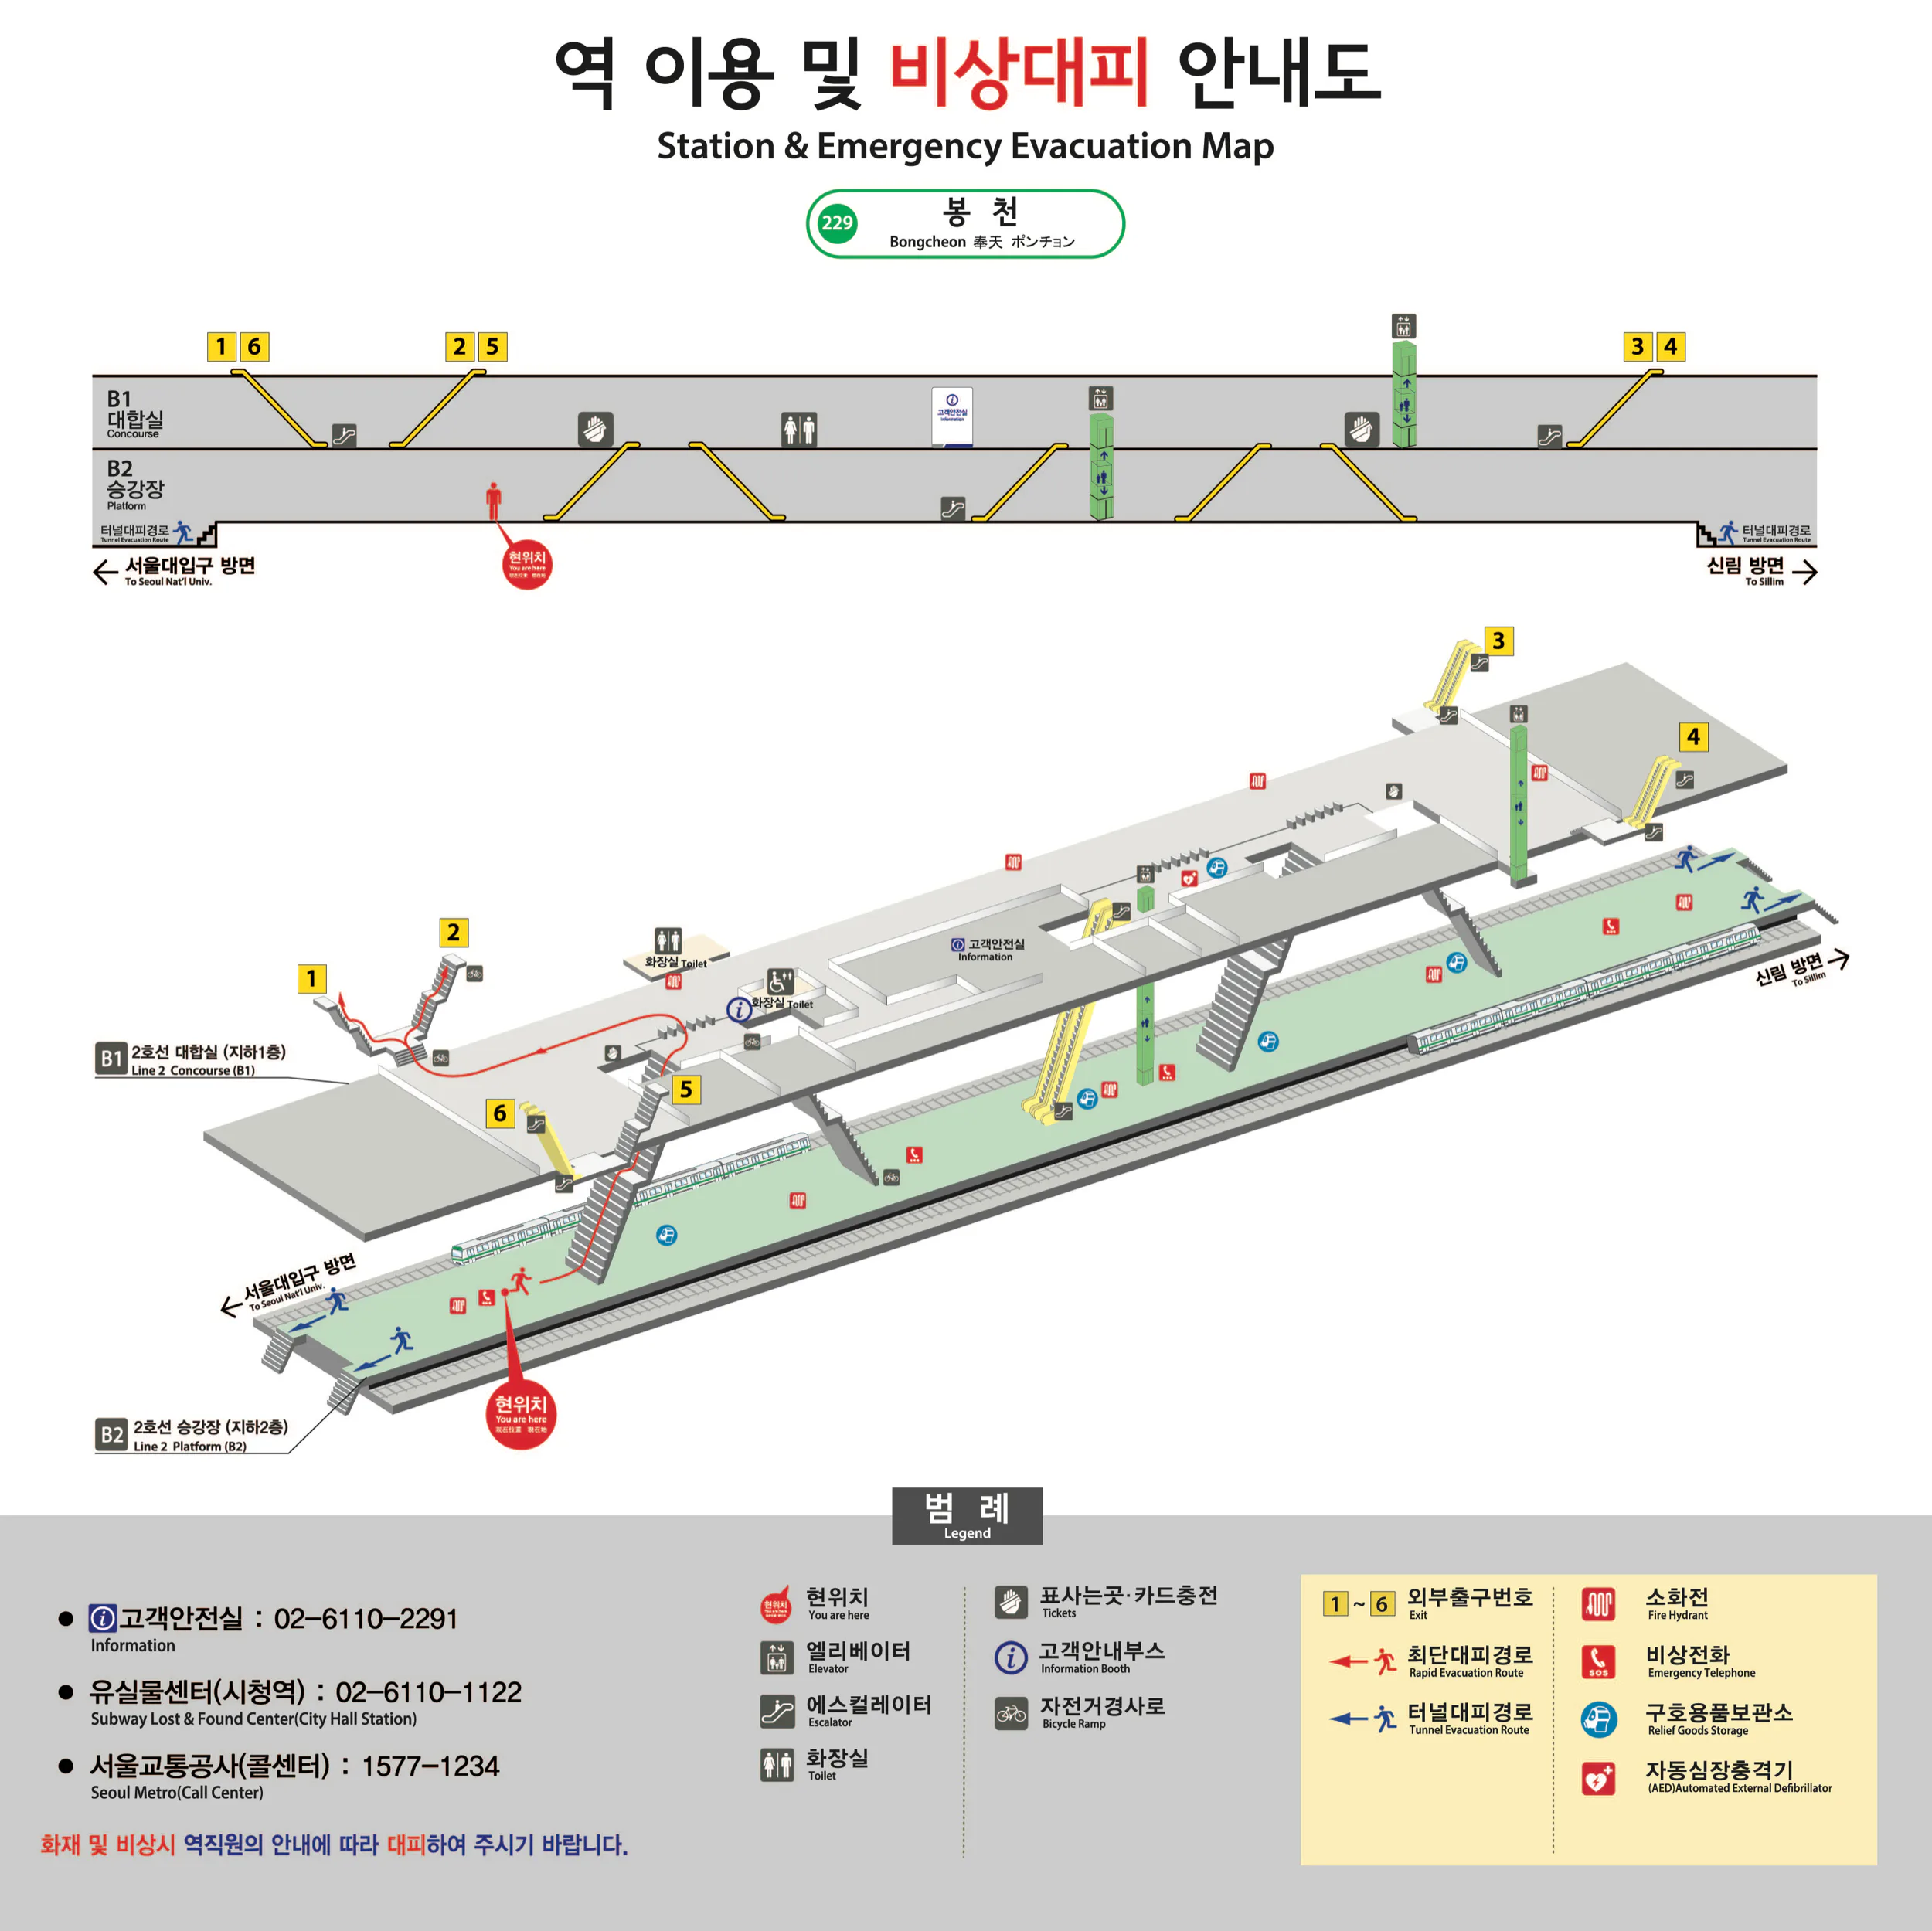 역 이용 및 비상대피 안내도
Station & Emergency Evacuation Map
229
봉 천
Bongcheon 奉天 ポンチョン
1 6
2 5
3 4
B1
대합실
Concourse
고객안전실
Information
B2
승강장
Platform
터널대피경로
Tunnel Evacuation Route
터널대피경로
Tunnel Evacuation Route
서울대입구 방면
To Seoul Nat'l Univ.
현위치
You are here
신림 방면
To Sillim
3
4
2
1
화장실 Toilet
고객안전실
Information
화장실 Toilet
신림 방면
To Sillim
B1
2호선 대합실 (지하1층)
Line 2 Concourse (B1)
5
6
서울대입구 방면
To Seoul Nat'l Univ.
현위치
You are here
B2
2호선 승강장 (지하2층)
Line 2 Platform (B2)
범 례
Legend
고객안전실 : 02-6110-2291
Information
유실물센터(시청역) : 02-6110-1122
Subway Lost & Found Center(City Hall Station)
서울교통공사(콜센터) : 1577-1234
Seoul Metro(Call Center)
화재 및 비상시 역직원의 안내에 따라 대피하여 주시기 바랍니다.
현위치
You are here
엘리베이터
Elevator
에스컬레이터
Escalator
화장실
Toilet
표사는곳·카드충전
Tickets
고객안내부스
Information Booth
자전거경사로
Bicycle Ramp
1 ~ 6 외부출구번호
Exit
최단대피경로
Rapid Evacuation Route
터널대피경로
Tunnel Evacuation Route
소화전
Fire Hydrant
SOS
비상전화
Emergency Telephone
구호용품보관소
Relief Goods Storage
자동심장충격기
(AED)Automated External Defibrillator